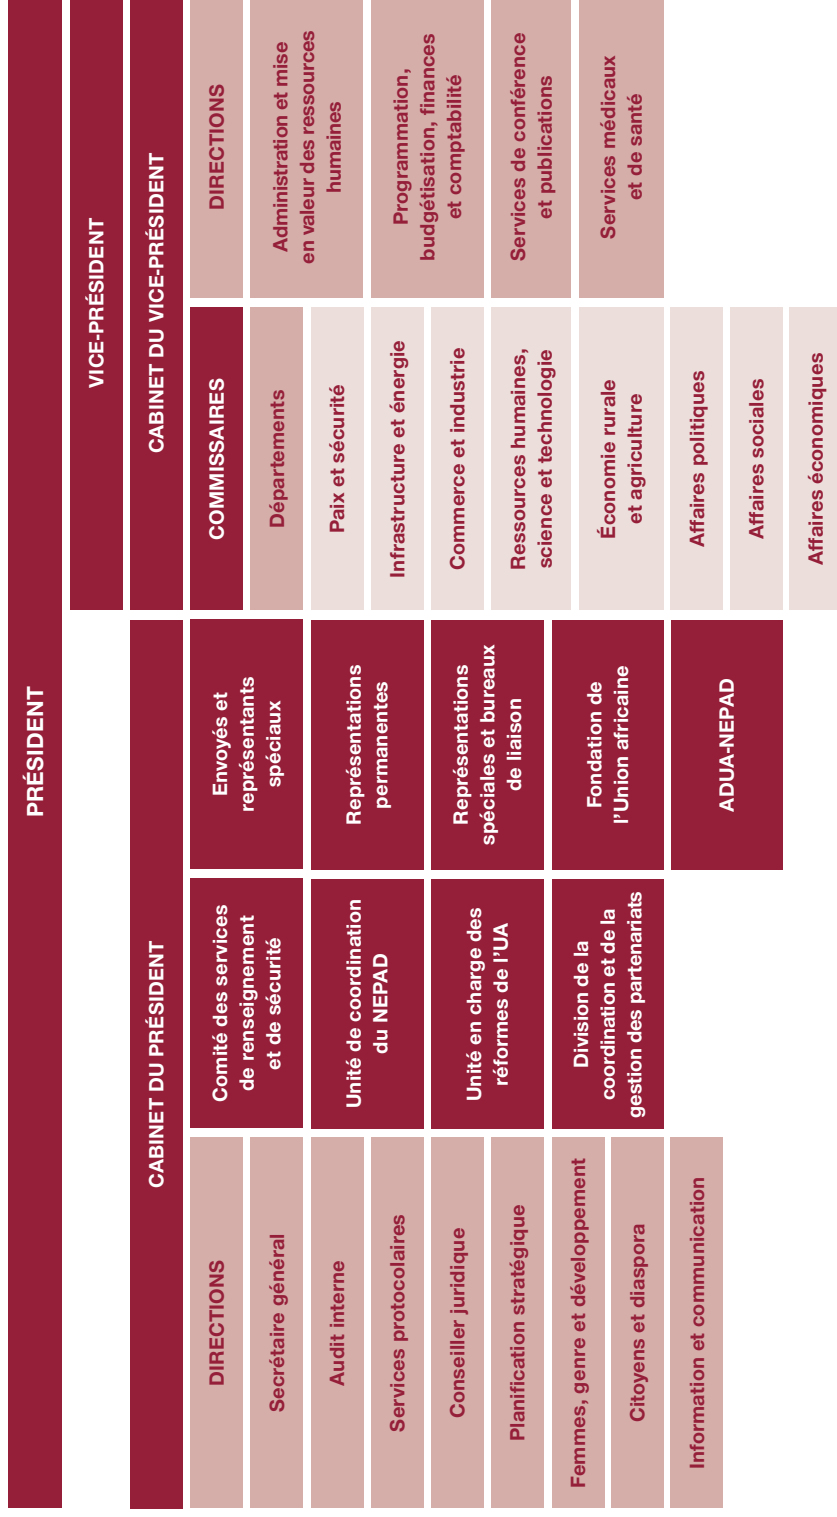 PRÉSIDENT
VICE-PRÉSIDENT
CABINET DU PRÉSIDENT
CABINET DU VICE-PRÉSIDENT
DIRECTIONS
Secrétaire général
Audit interne
Services protocolaires
Conseiller juridique
Planification stratégique
Femmes, genre et développement
Citoyens et diaspora
Information et communication
Comité des services
de renseignement
et de sécurité
Unité de coordination
du NEPAD
Unité en charge des
réformes de l'UA
Division de la
coordination et de la
gestion des partenariats
Envoyés et
représentants
spéciaux
Représentations
permanentes
Représentations
spéciales et bureaux
de liaison
Fondation de
l'Union africaine
ADUA-NEPAD
COMMISSAIRES
Départements
Paix et sécurité
Infrastructure et énergie
Commerce et industrie
Ressources humaines,
science et technologie
Économie rurale
et agriculture
Affaires politiques
Affaires sociales
Affaires économiques
DIRECTIONS
Administration et mise
en valeur des ressources
humaines
Programmation,
budgétisation, finances
et comptabilité
Services de conférence
et publications
Services médicaux
et de santé